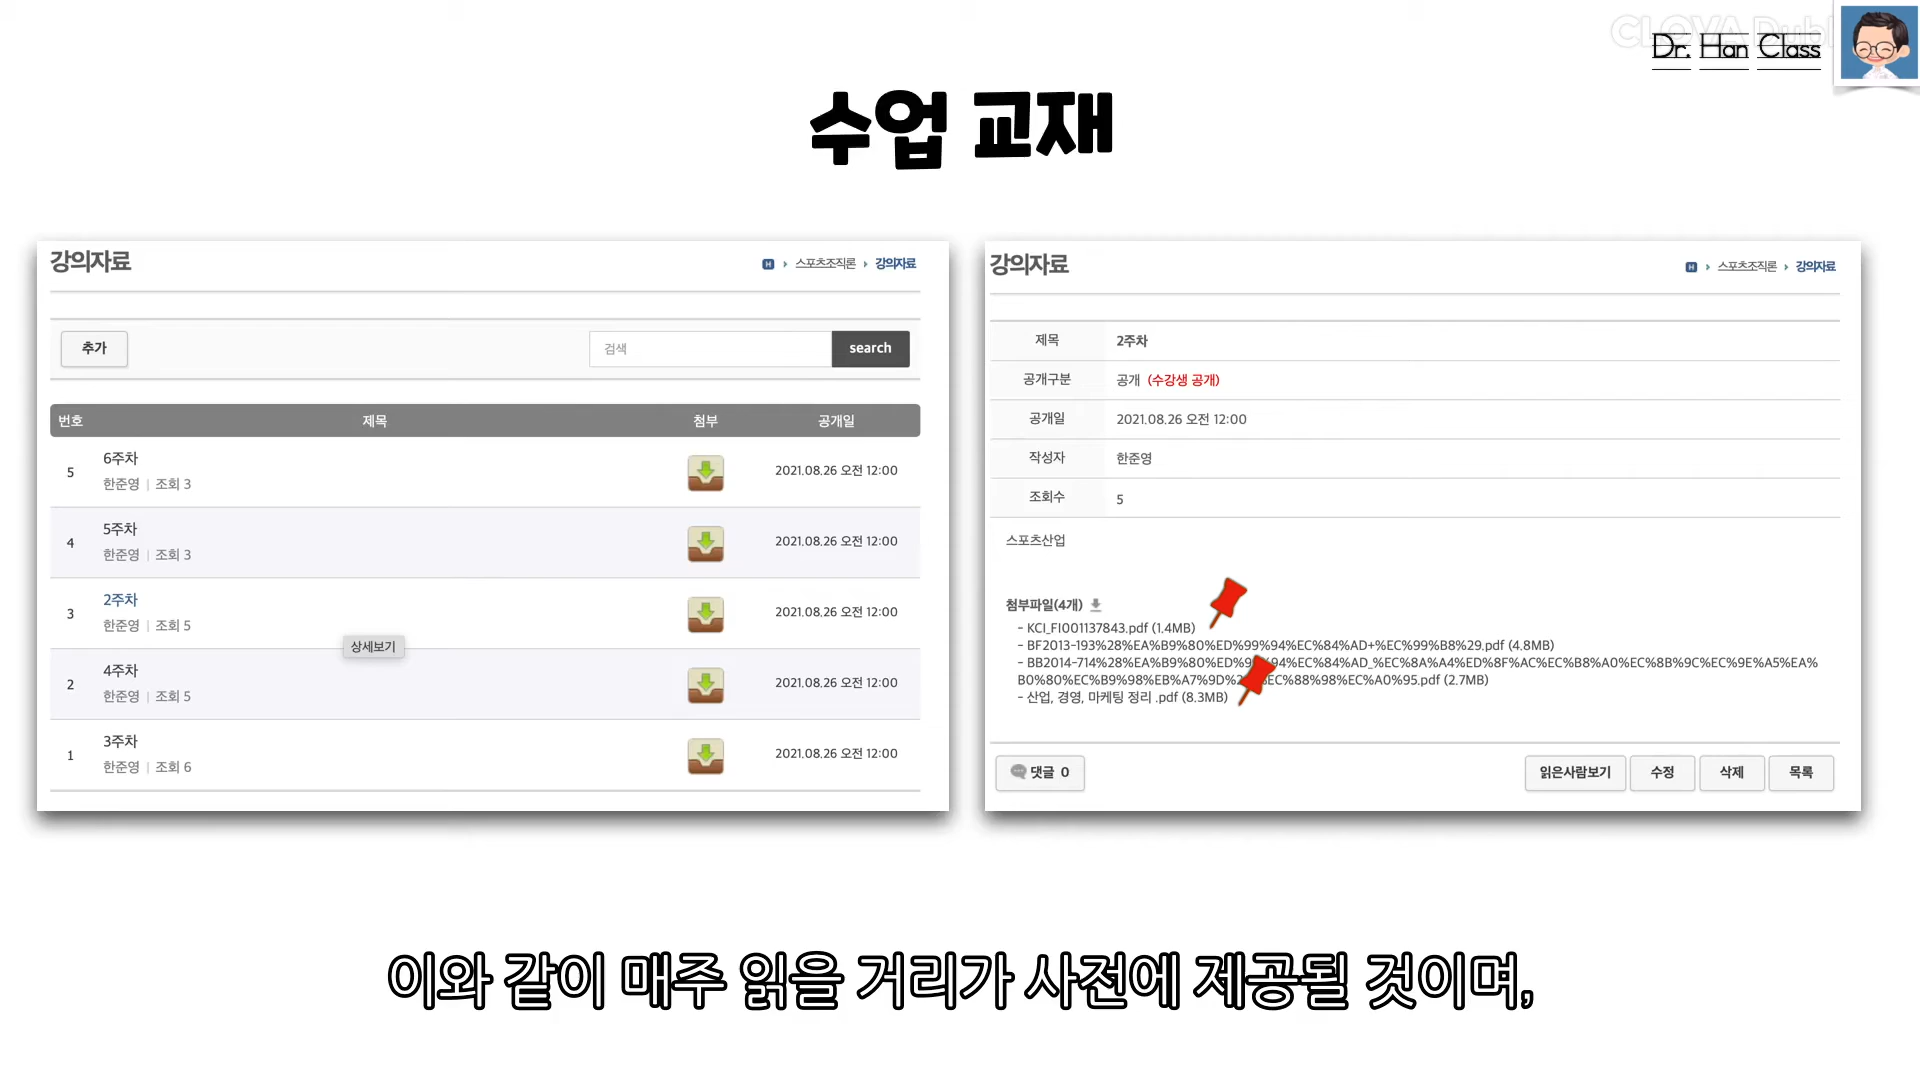 CLOVA Dub
Dr. Han Class
수업 교재
강의자료
H › 스포츠조직론 › 강의자료
추가
검색
search
번호 제목 첨부 공개일
5 6주차 2021.08.26 오전 12:00
한준영 | 조회 3
4 5주차 2021.08.26 오전 12:00
한준영 | 조회 3
3 2주차 2021.08.26 오전 12:00
한준영 | 조회 5
상세보기
2 4주차 2021.08.26 오전 12:00
한준영 | 조회 5
1 3주차 2021.08.26 오전 12:00
한준영 | 조회 6
강의자료
H › 스포츠조직론 › 강의자료
제목 2주차
공개구분 공개 (수강생 공개)
공개일 2021.08.26 오전 12:00
작성자 한준영
조회수 5
스포츠산업
첨부파일(4개)
- KCI_FI001137843.pdf (1.4MB)
- BF2013-193%28%EA%B9%80%ED%99%94%EC%84%AD+%EC%99%B8%29.pdf (4.8MB)
- 산업, 경영, 마케팅 정리 .pdf (8.3MB)
댓글 0
읽은사람보기 수정 삭제 목록
이와 같이 매주 읽을 거리가 사전에 제공될 것이며,